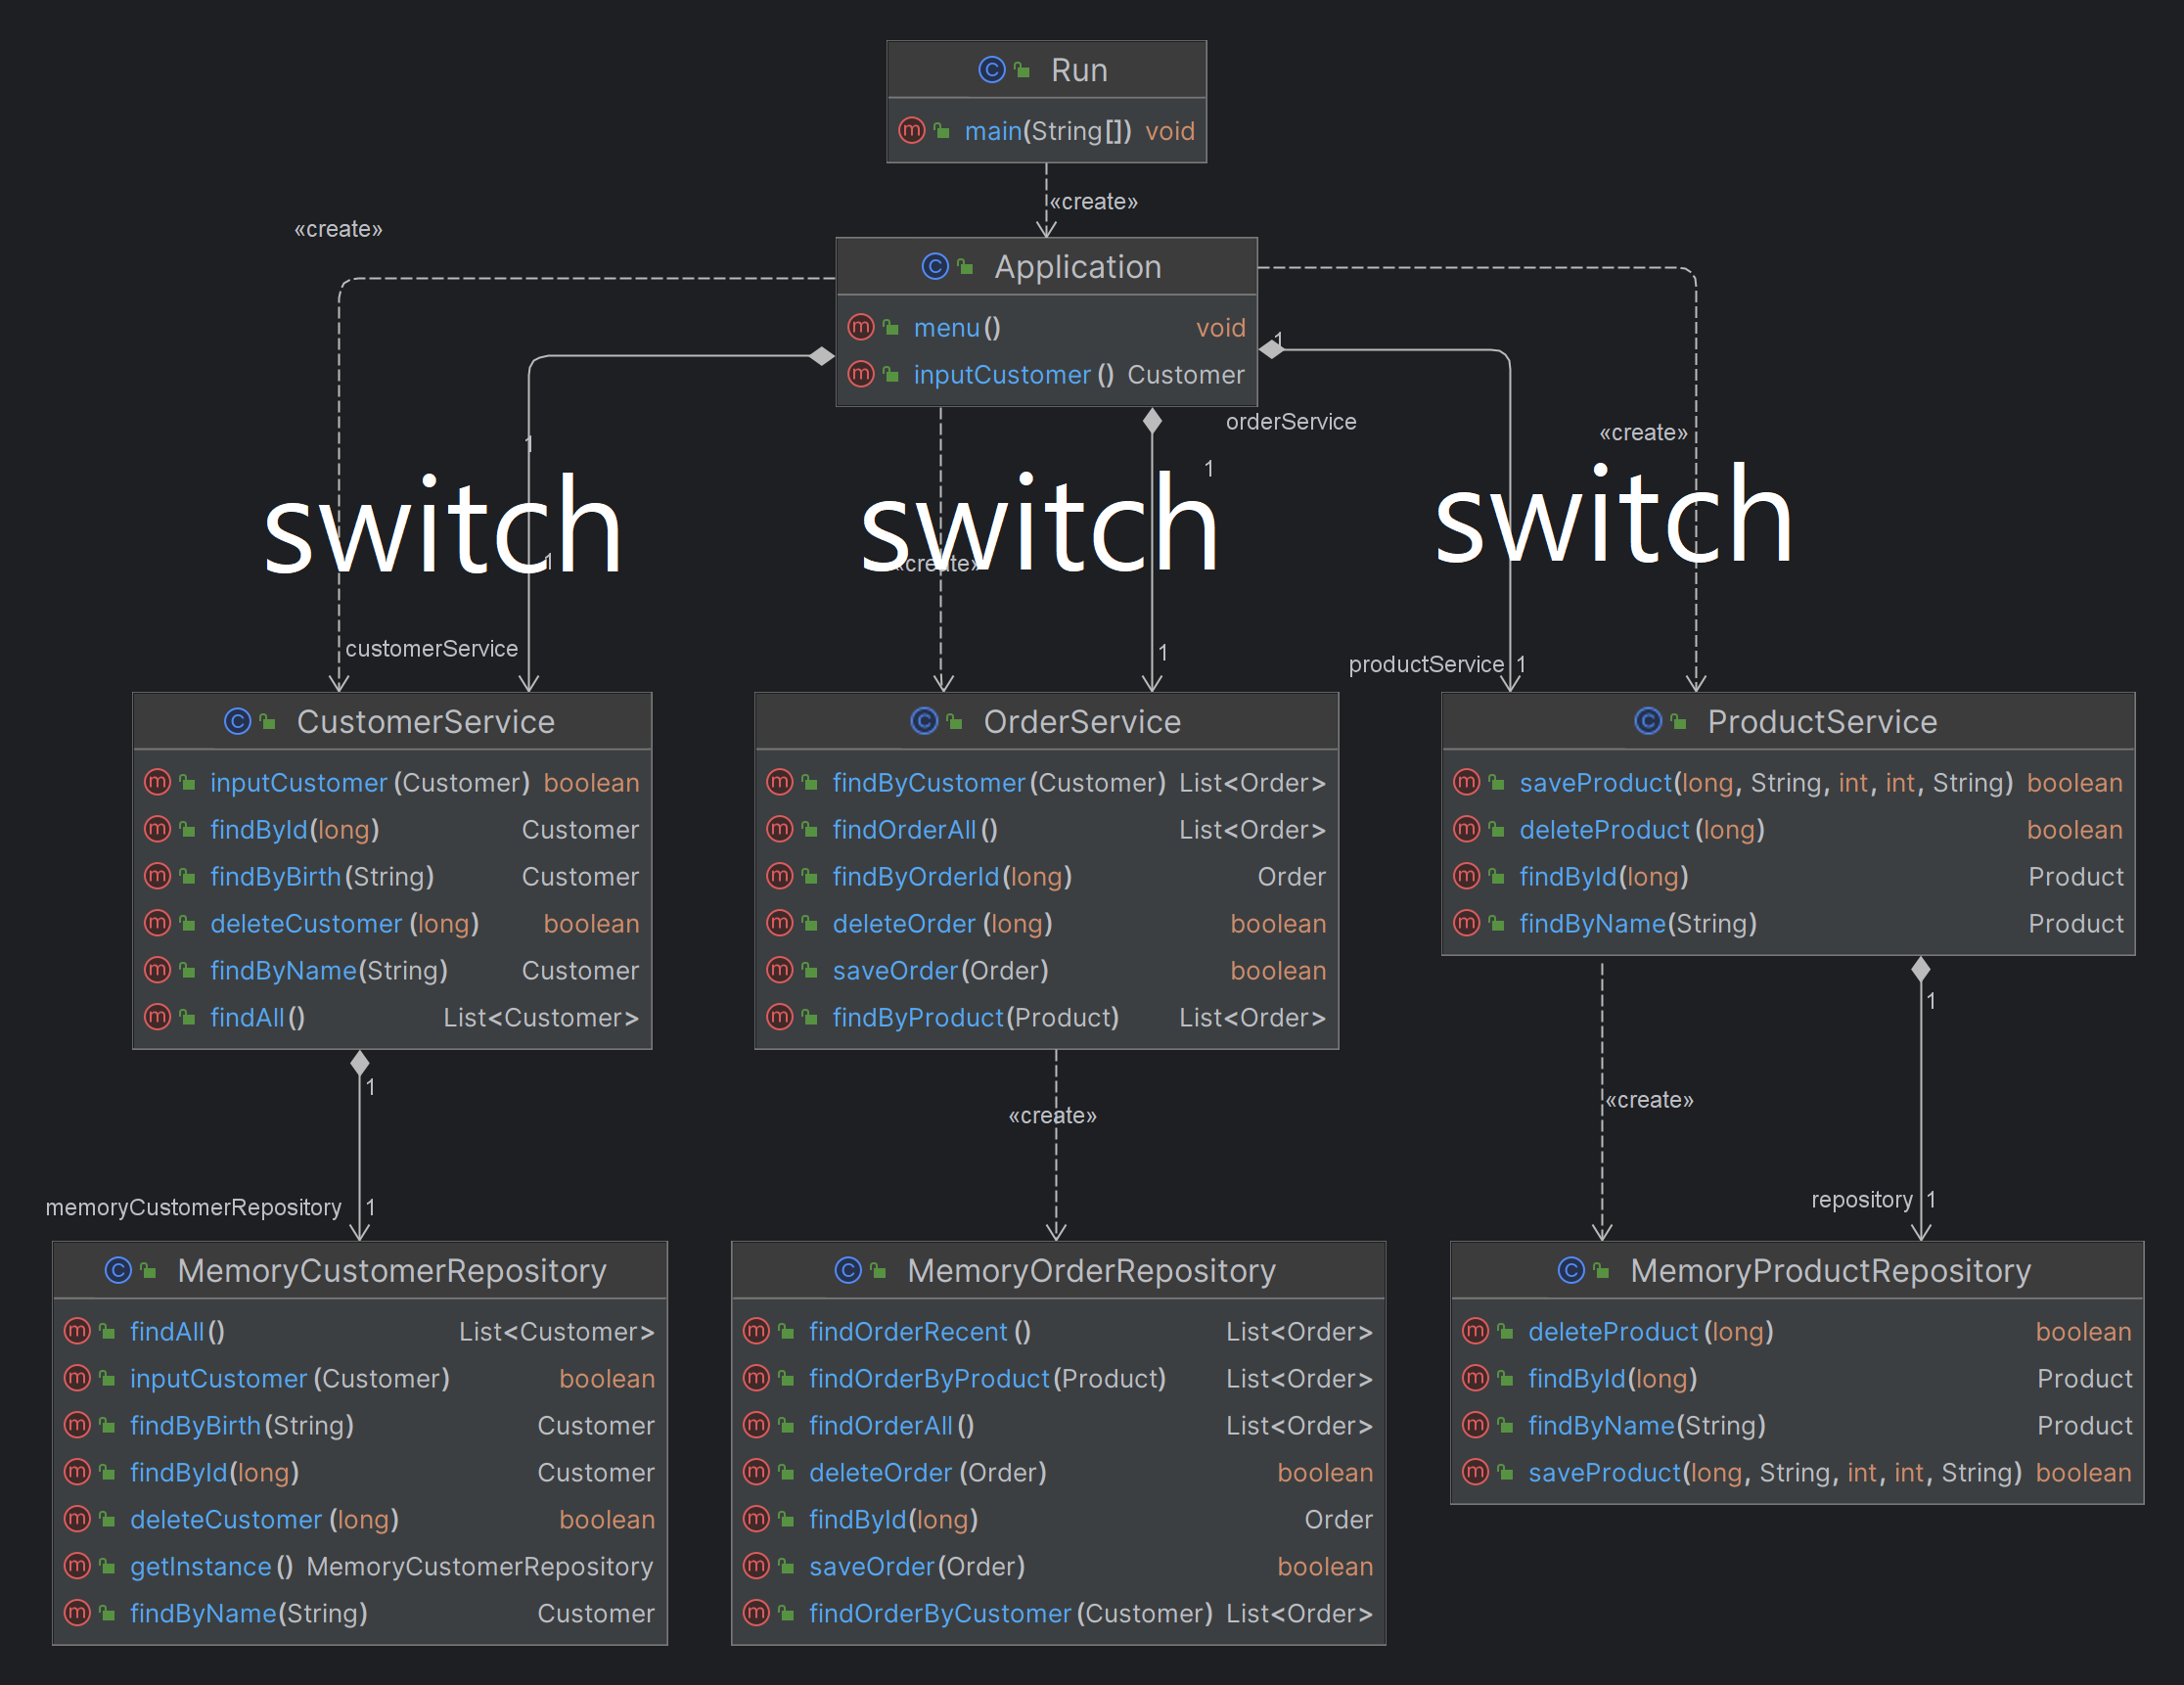 Run
main(String[]) void
«create»
«create»
Application
menu() void
inputCustomer() Customer
1
orderService
«create»
1
1
switch
switch
switch
1
«create»
customerService
1
productService 1
CustomerService
inputCustomer(Customer) boolean
findById(long) Customer
findByBirth(String) Customer
deleteCustomer(long) boolean
findByName(String) Customer
findAll() List<Customer>
OrderService
findByCustomer(Customer) List<Order>
findOrderAll() List<Order>
findByOrderId(long) Order
deleteOrder(long) boolean
saveOrder(Order) boolean
findByProduct(Product) List<Order>
ProductService
saveProduct(long, String, int, int, String) boolean
deleteProduct(long) boolean
findById(long) Product
findByName(String) Product
1
1
«create»
«create»
memoryCustomerRepository 1
repository 1
MemoryCustomerRepository
findAll() List<Customer>
inputCustomer(Customer) boolean
findByBirth(String) Customer
findById(long) Customer
deleteCustomer(long) boolean
getInstance() MemoryCustomerRepository
findByName(String) Customer
MemoryOrderRepository
findOrderRecent() List<Order>
findOrderByProduct(Product) List<Order>
findOrderAll() List<Order>
deleteOrder(Order) boolean
findById(long) Order
saveOrder(Order) boolean
findOrderByCustomer(Customer) List<Order>
MemoryProductRepository
deleteProduct(long) boolean
findById(long) Product
findByName(String) Product
saveProduct(long, String, int, int, String) boolean